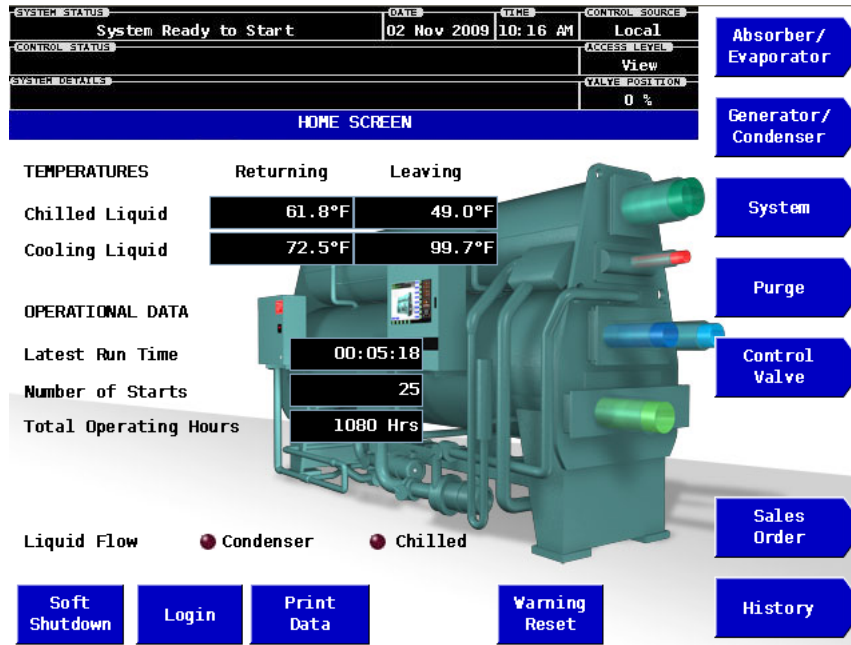 SYSTEM STATUS
System Ready to Start
DATE
02 Nov 2009
TIME
10:16 AM
CONTROL SOURCE
Local
CONTROL STATUS
ACCESS LEVEL
View
SYSTEM DETAILS
VALVE POSITION
0 %
HOME SCREEN
Absorber/
Evaporator
Generator/
Condenser
System
Purge
Control
Valve
Sales
Order
History
TEMPERATURES Returning Leaving
Chilled Liquid 61.8°F 49.0°F
Cooling Liquid 72.5°F 99.7°F
OPERATIONAL DATA
Latest Run Time 00:05:18
Number of Starts 25
Total Operating Hours 1080 Hrs
Liquid Flow Condenser Chilled
Soft
Shutdown
Login
Print
Data
Warning
Reset